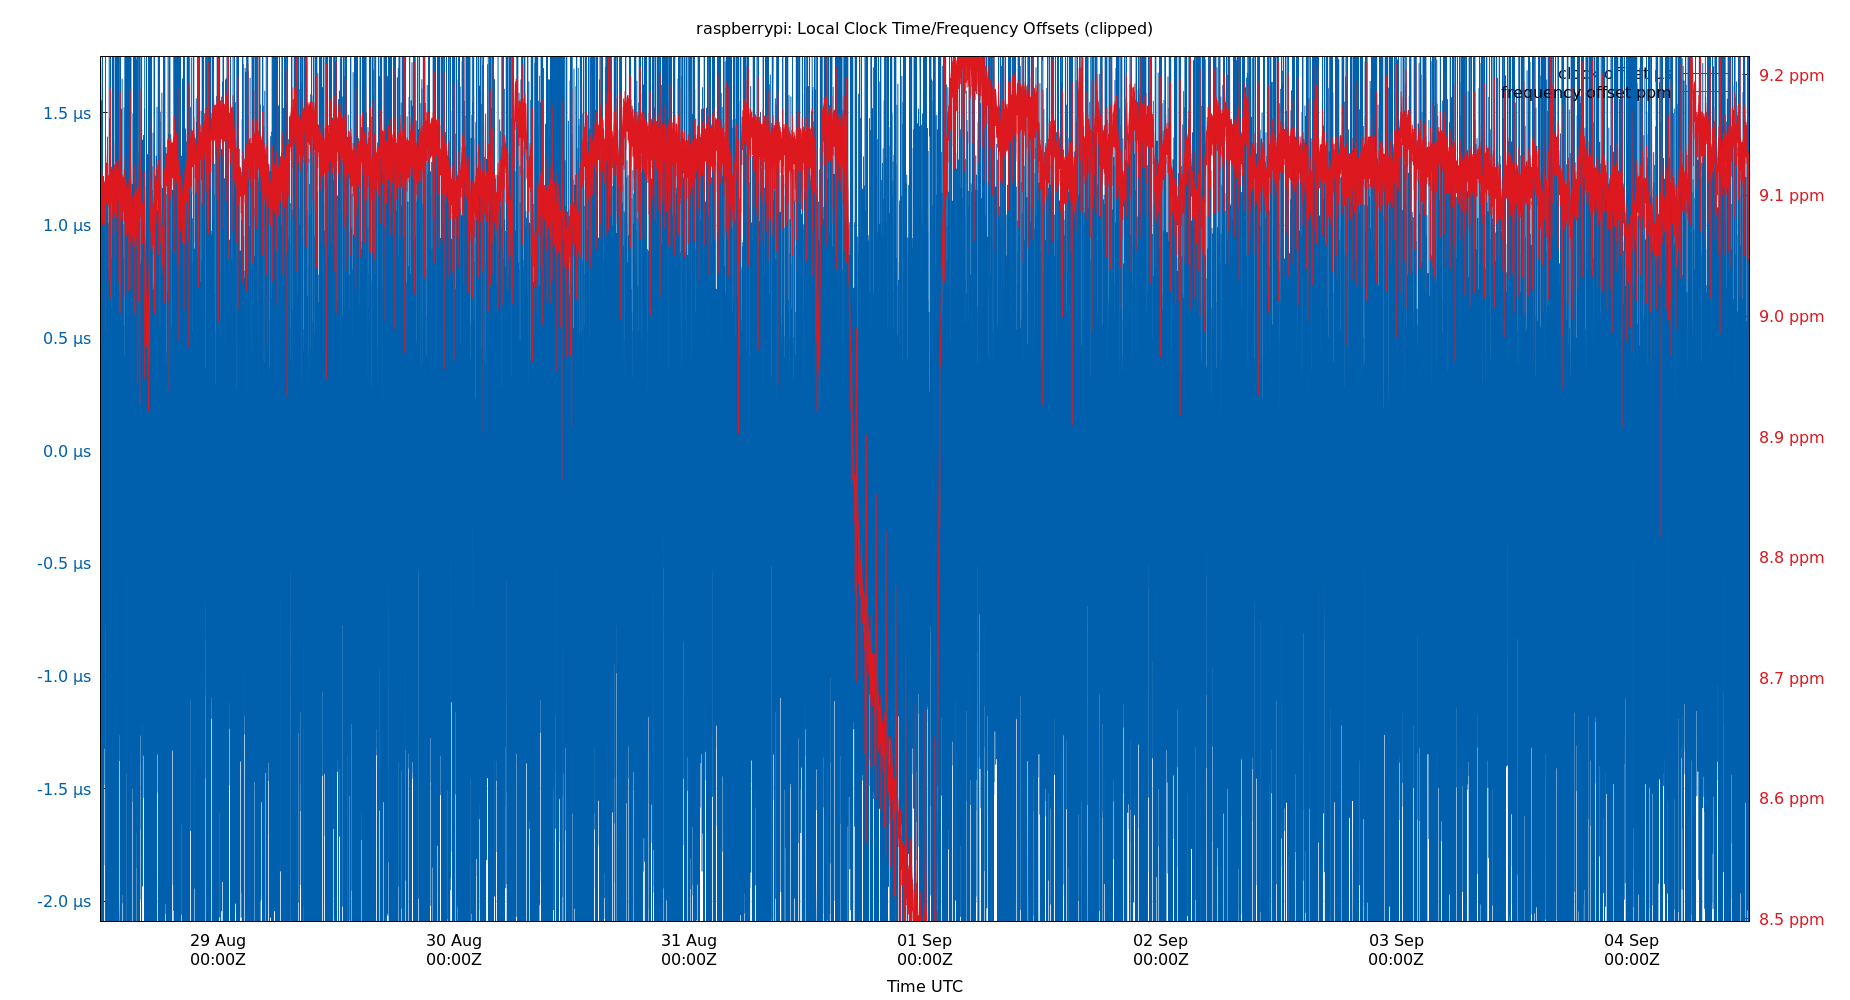 raspberrypi: Local Clock Time/Frequency Offsets (clipped)
clock offset µs
frequency offset ppm
1.5 µs
1.0 µs
0.5 µs
0.0 µs
-0.5 µs
-1.0 µs
-1.5 µs
-2.0 µs
9.2 ppm
9.1 ppm
9.0 ppm
8.9 ppm
8.8 ppm
8.7 ppm
8.6 ppm
8.5 ppm
29 Aug
00:00Z
30 Aug
00:00Z
31 Aug
00:00Z
01 Sep
00:00Z
02 Sep
00:00Z
03 Sep
00:00Z
04 Sep
00:00Z
Time UTC